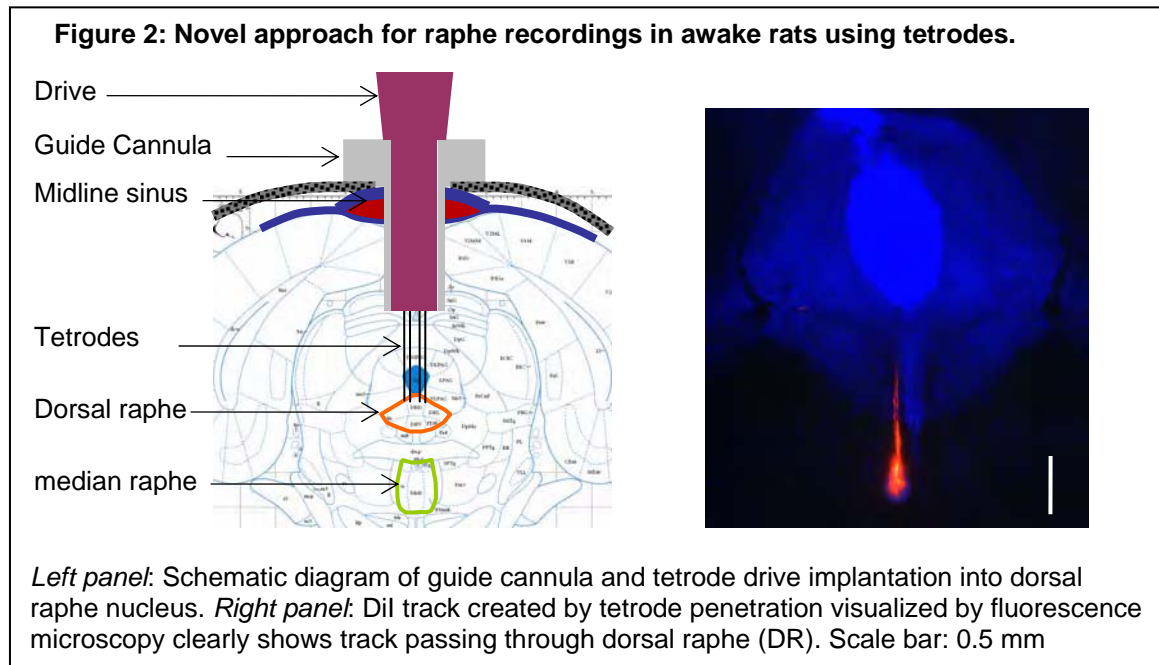 Figure 2: Novel approach for raphe recordings in awake rats using tetrodes.
Drive
Guide Cannula
Midline sinus
Tetrodes
Dorsal raphe
median raphe
Left panel: Schematic diagram of guide cannula and tetrode drive implantation into dorsal
raphe nucleus. Right panel: DiI track created by tetrode penetration visualized by fluorescence
microscopy clearly shows track passing through dorsal raphe (DR). Scale bar: 0.5 mm